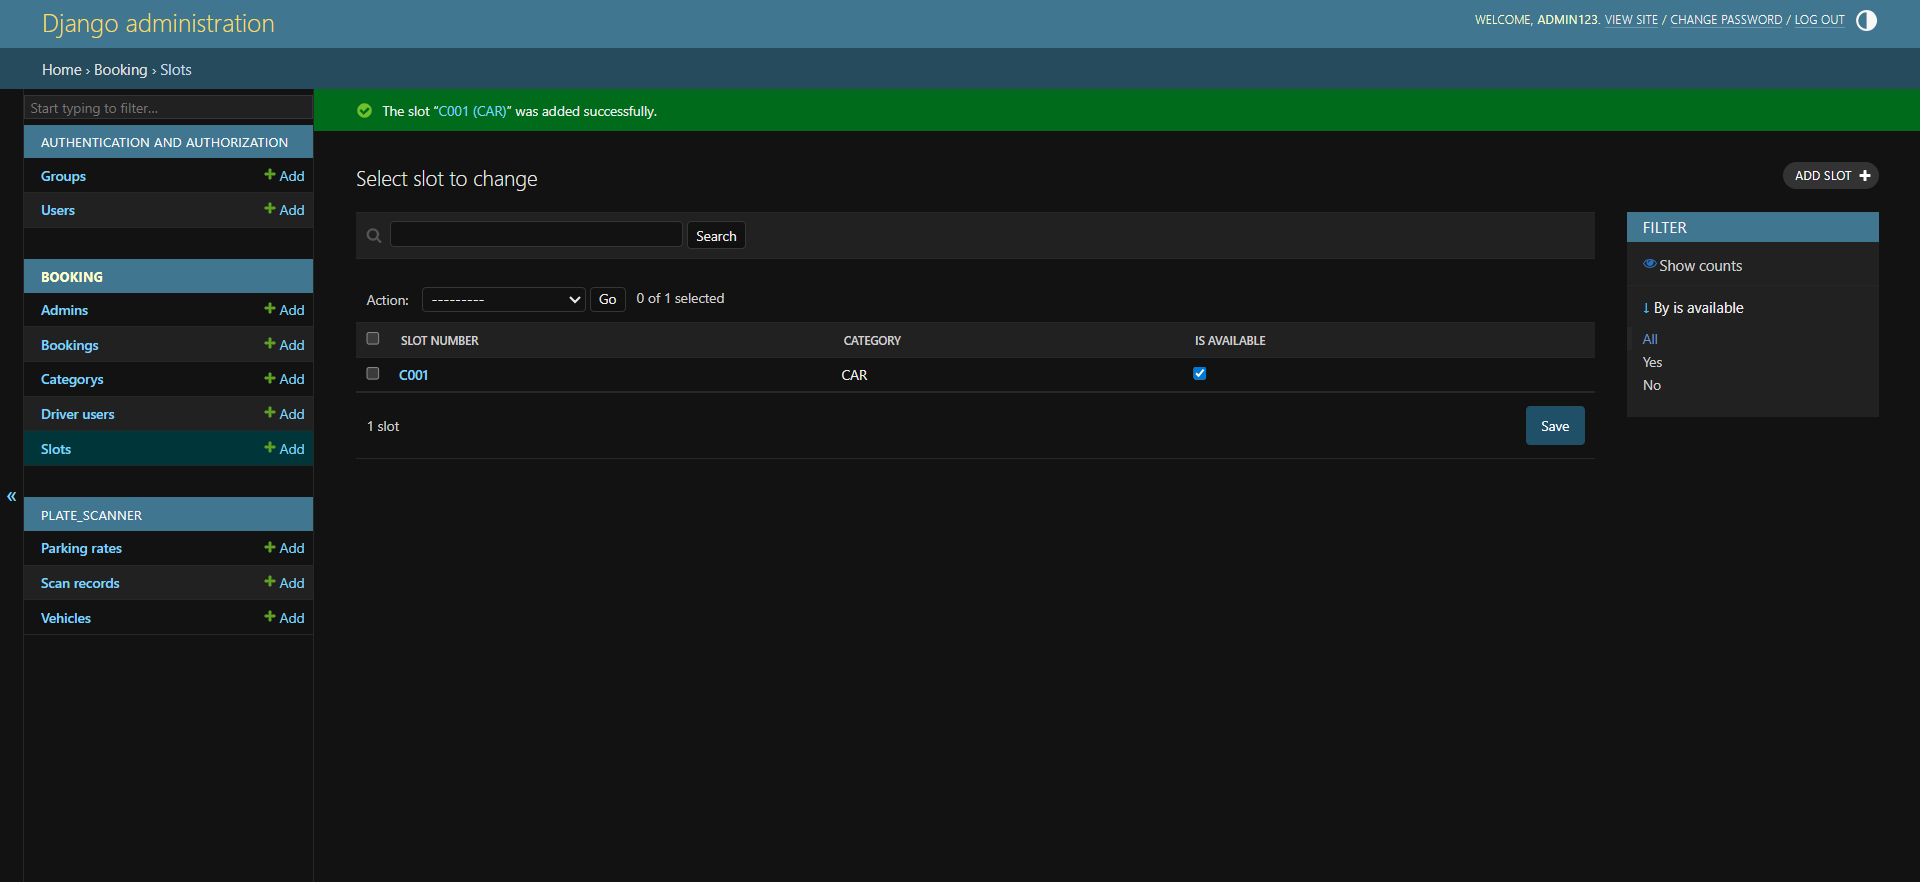 Django administration
WELCOME, ADMIN123. VIEW SITE / CHANGE PASSWORD / LOG OUT
Home › Booking › Slots
Start typing to filter...
AUTHENTICATION AND AUTHORIZATION
Groups Add
Users Add
BOOKING
Admins Add
Bookings Add
Categorys Add
Driver users Add
Slots Add
«
PLATE_SCANNER
Parking rates Add
Scan records Add
Vehicles Add
The slot “C001 (CAR)” was added successfully.
Select slot to change
ADD SLOT
Search
Action: --------- Go 0 of 1 selected
SLOT NUMBER CATEGORY IS AVAILABLE
C001 CAR
1 slot
Save
FILTER
Show counts
↓ By is available
All
Yes
No